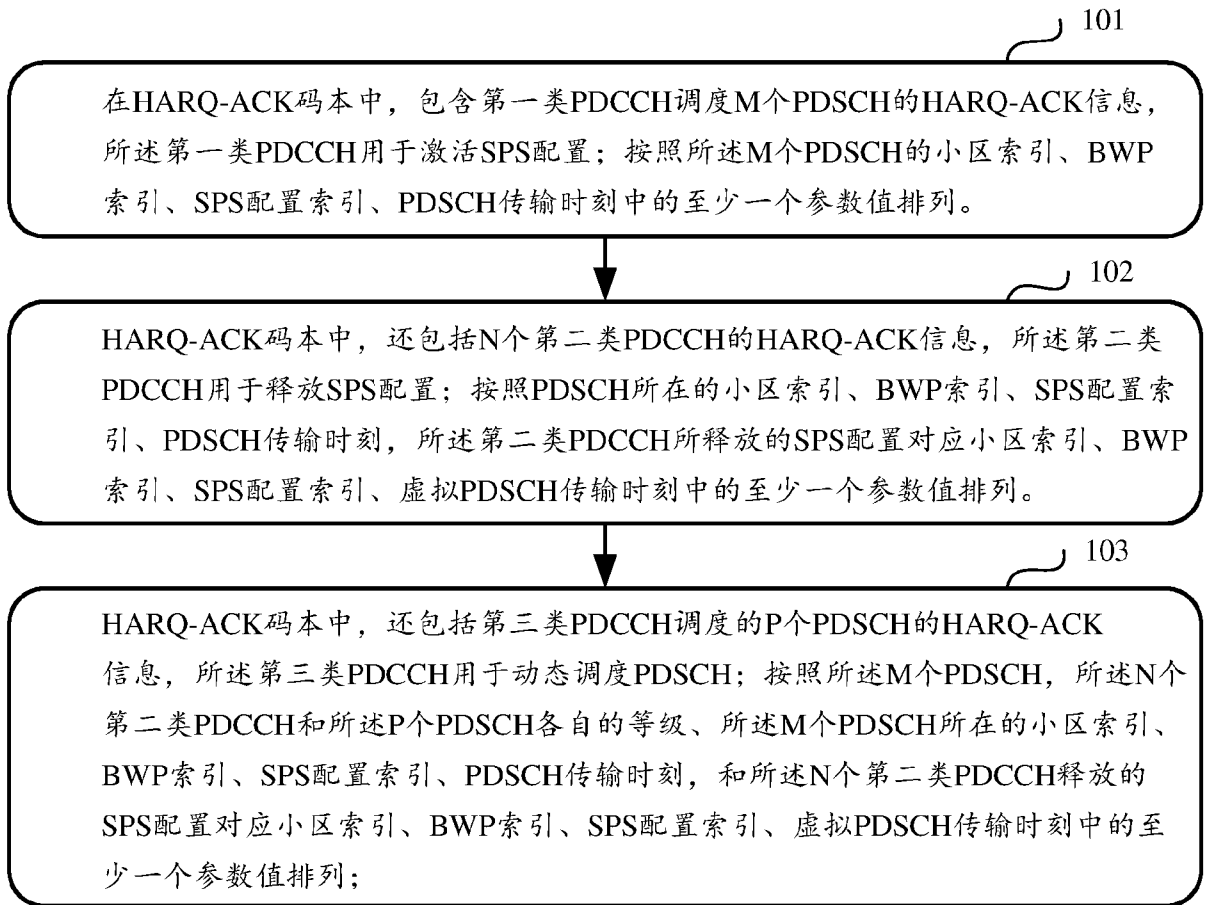 101
在HARQ-ACK码本中，包含第一类PDCCH调度M个PDSCH的HARQ-ACK信息，
所述第一类PDCCH用于激活SPS配置；按照所述M个PDSCH的小区索引、BWP
索引、SPS配置索引、PDSCH传输时刻中的至少一个参数值排列。
102
HARQ-ACK码本中，还包括N个第二类PDCCH的HARQ-ACK信息，所述第二类
PDCCH用于释放SPS配置；按照PDSCH所在的小区索引、BWP索引、SPS配置索
引、PDSCH传输时刻，所述第二类PDCCH所释放的SPS配置对应小区索引、BWP
索引、SPS配置索引、虚拟PDSCH传输时刻中的至少一个参数值排列。
103
HARQ-ACK码本中，还包括第三类PDCCH调度的P个PDSCH的HARQ-ACK
信息，所述第三类PDCCH用于动态调度PDSCH；按照所述M个PDSCH，所述N个
第二类PDCCH和所述P个PDSCH各自的等级、所述M个PDSCH所在的小区索引、
BWP索引、SPS配置索引、PDSCH传输时刻，和所述N个第二类PDCCH释放的
SPS配置对应小区索引、BWP索引、SPS配置索引、虚拟PDSCH传输时刻中的至
少一个参数值排列；